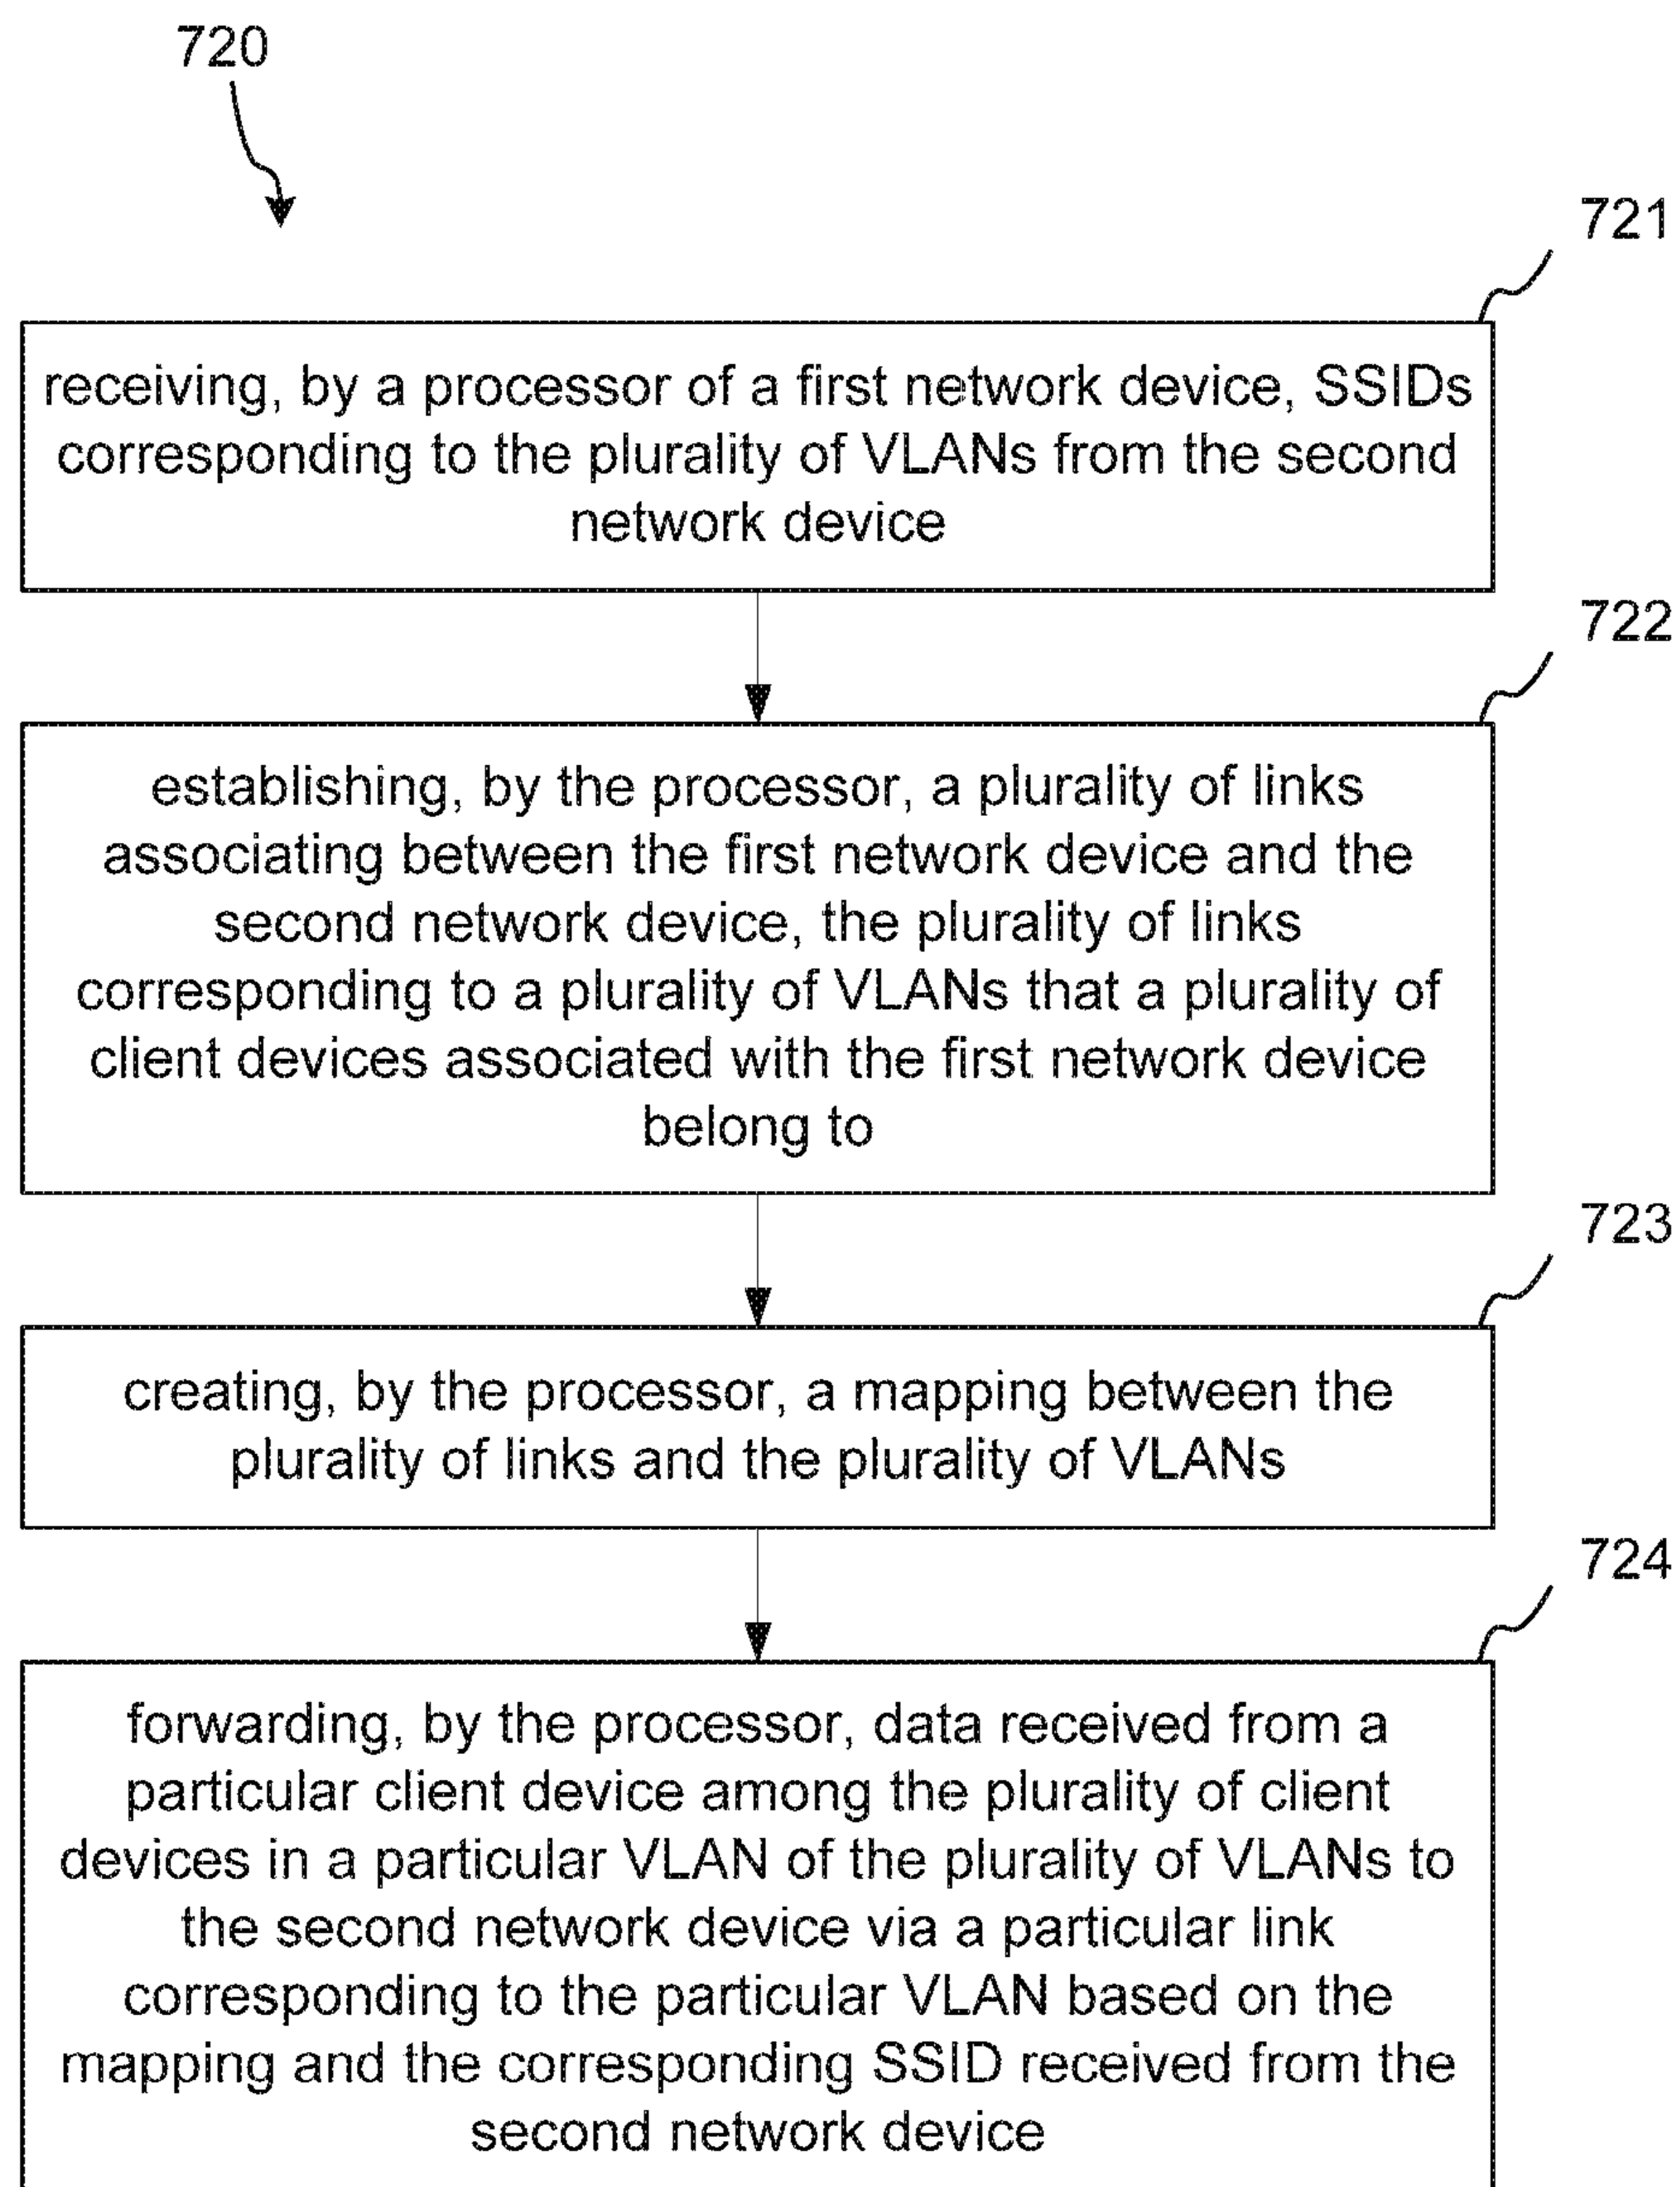 720
721
receiving, by a processor of a first network device, SSIDs
corresponding to the plurality of VLANs from the second
network device
722
establishing, by the processor, a plurality of links
associating between the first network device and the
second network device, the plurality of links
corresponding to a plurality of VLANs that a plurality of
client devices associated with the first network device
belong to
723
creating, by the processor, a mapping between the
plurality of links and the plurality of VLANs
724
forwarding, by the processor, data received from a
particular client device among the plurality of client
devices in a particular VLAN of the plurality of VLANs to
the second network device via a particular link
corresponding to the particular VLAN based on the
mapping and the corresponding SSID received from the
second network device